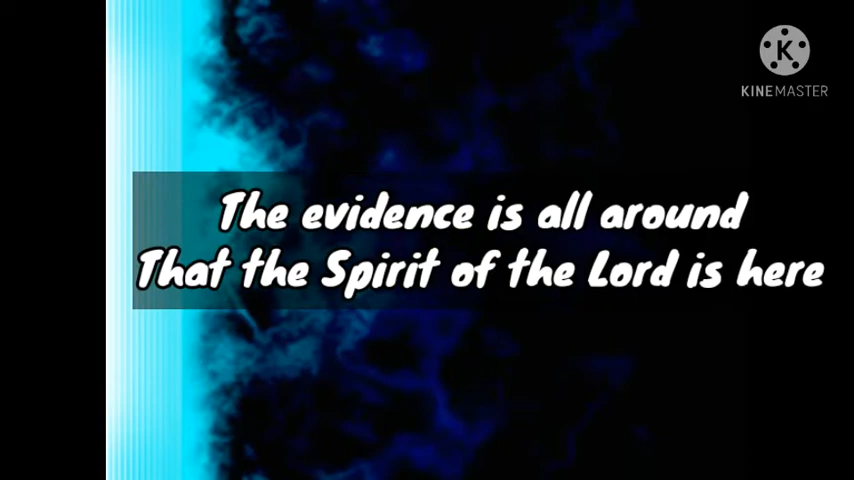 K
KINEMASTER
The evidence is all around
That the Spirit of the Lord is here